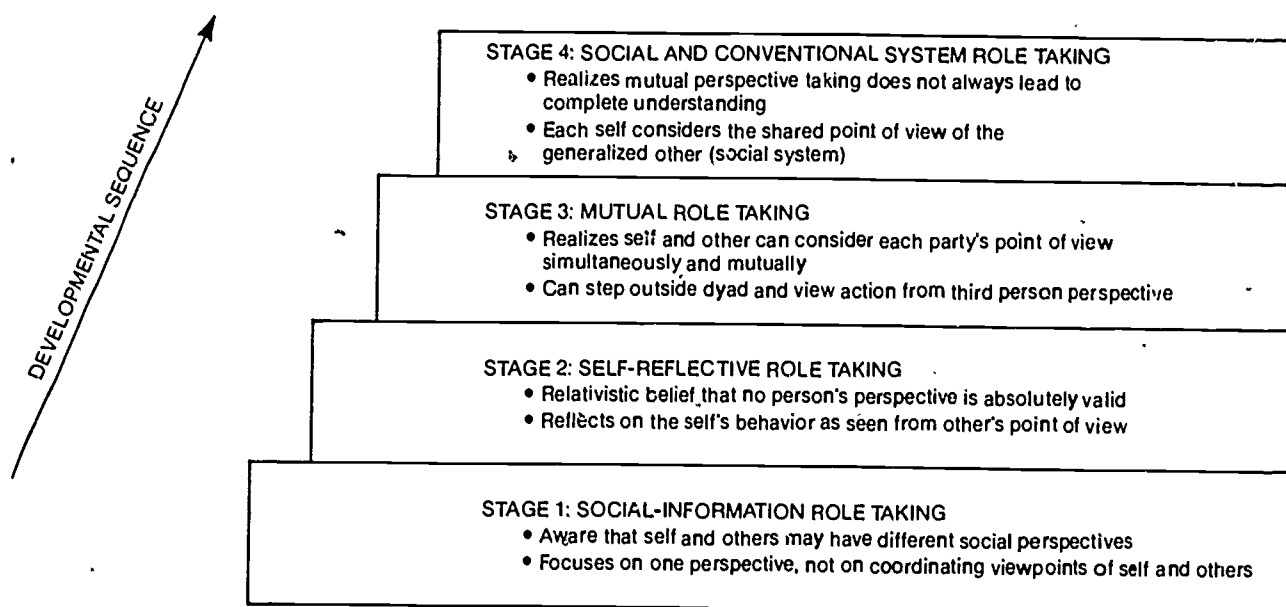 DEVELOPMENTAL SEQUENCE
STAGE 4: SOCIAL AND CONVENTIONAL SYSTEM ROLE TAKING
• Realizes mutual perspective taking does not always lead to
complete understanding
• Each self considers the shared point of view of the
generalized other (social system)
STAGE 3: MUTUAL ROLE TAKING
• Realizes self and other can consider each party's point of view
simultaneously and mutually
• Can step outside dyad and view action from third person perspective
STAGE 2: SELF-REFLECTIVE ROLE TAKING
• Relativistic belief that no person's perspective is absolutely valid
• Reflects on the self's behavior as seen from other's point of view
STAGE 1: SOCIAL-INFORMATION ROLE TAKING
• Aware that self and others may have different social perspectives
• Focuses on one perspective, not on coordinating viewpoints of self and others